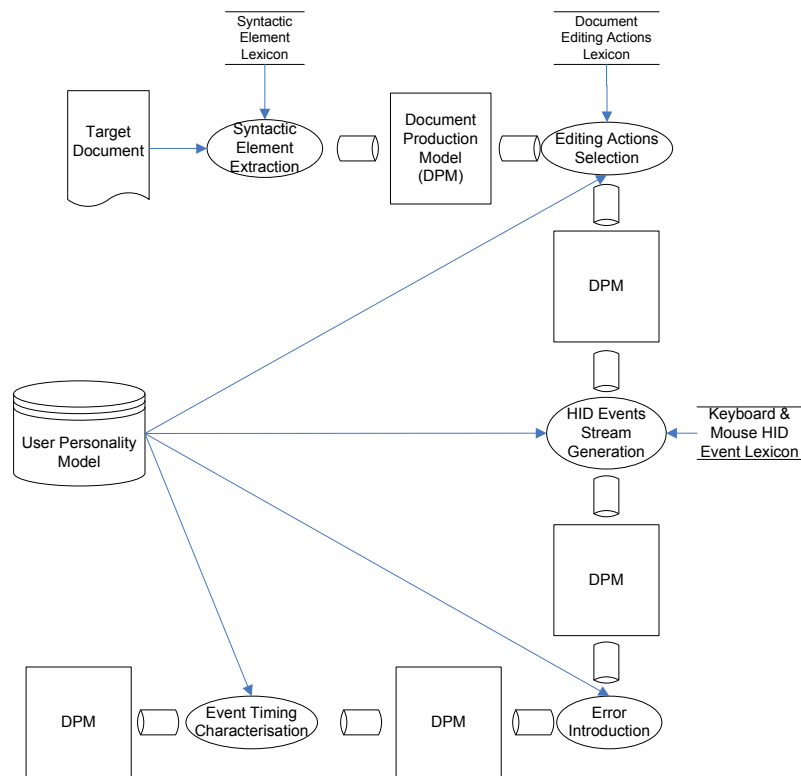 Syntactic
Element
Lexicon
Document
Editing Actions
Lexicon
Target
Document
Syntactic
Element
Extraction
Document
Production
Model
(DPM)
Editing Actions
Selection
DPM
User Personality
Model
HID Events
Stream
Generation
Keyboard &
Mouse HID
Event Lexicon
DPM
DPM
Event Timing
Characterisation
DPM
Error
Introduction